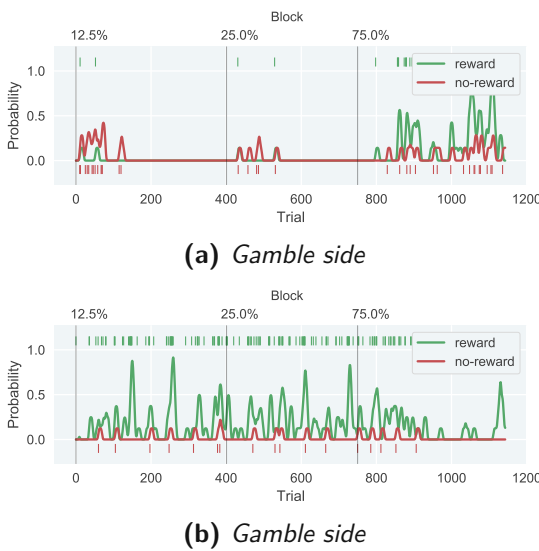 Block
12.5% 25.0% 75.0%
reward
no-reward
Probability
1.0
0.5
0.0
0 200 400 600 800 1000 1200
Trial
(a) Gamble side
Block
12.5% 25.0% 75.0%
reward
no-reward
Probability
1.0
0.5
0.0
0 200 400 600 800 1000 1200
Trial
(b) Gamble side